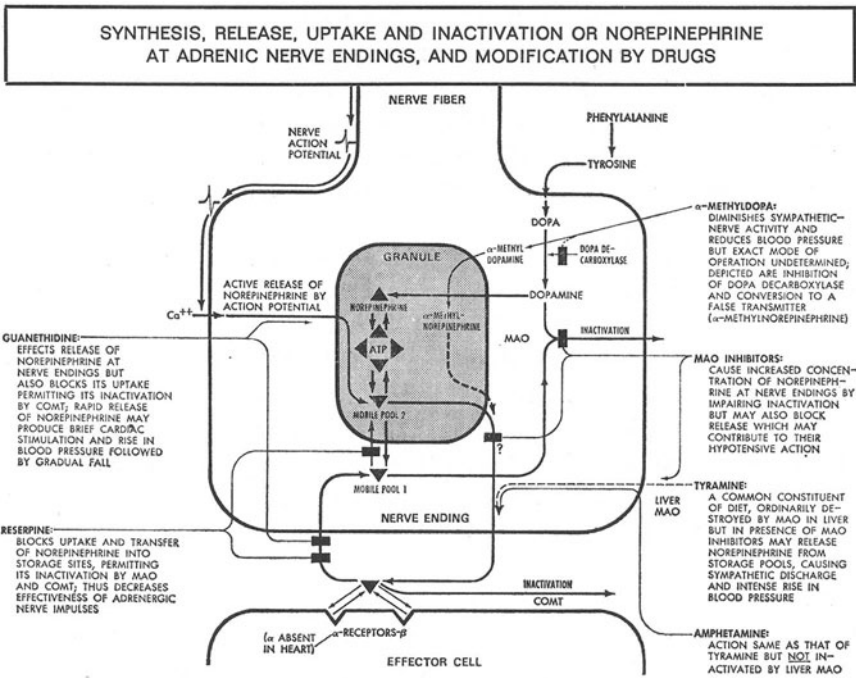 SYNTHESIS, RELEASE, UPTAKE AND INACTIVATION OR NOREPINEPHRINE
AT ADRENIC NERVE ENDINGS, AND MODIFICATION BY DRUGS
NERVE FIBER
NERVE
ACTION
POTENTIAL
PHENYLALANINE
TYROSINE
DOPA
α-METHYLDOPA:
DIMINISHES SYMPATHETIC-
NERVE ACTIVITY AND
REDUCES BLOOD PRESSURE
BUT EXACT MODE OF
OPERATION UNDETERMINED;
DEPICTED ARE INHIBITION
OF DOPA DECARBOXYLASE
AND CONVERSION TO A
FALSE TRANSMITTER
(α-METHYLNOREPINEPHRINE)
α-METHYL
DOPAMINE
DOPA DE-
CARBOXYLASE
GRANULE
ACTIVE RELEASE OF
NOREPINEPHRINE BY
ACTION POTENTIAL
Ca++
DOPAMINE
NOREPINEPHRINE
α-METHYL-
NOREPINEPHRINE
ATP
MAO
INACTIVATION
GUANETHIDINE:
EFFECTS RELEASE OF
NOREPINEPHRINE AT
NERVE ENDINGS BUT
ALSO BLOCKS ITS UPTAKE
PERMITTING ITS INACTIVATION
BY COMT; RAPID RELEASE
OF NOREPINEPHRINE MAY
PRODUCE BRIEF CARDIAC
STIMULATION AND RISE IN
BLOOD PRESSURE FOLLOWED
BY GRADUAL FALL
MAO INHIBITORS:
CAUSE INCREASED CONCEN-
TRATION OF NOREPINEPH-
RINE AT NERVE ENDINGS BY
IMPAIRING INACTIVATION
BUT MAY ALSO BLOCK
RELEASE WHICH MAY
CONTRIBUTE TO THEIR
HYPOTENSIVE ACTION
MOBILE POOL 2
?
MOBILE POOL 1
LIVER
MAO
TYRAMINE:
A COMMON CONSTITUENT
OF DIET, ORDINARILY DE-
STROYED BY MAO IN LIVER
BUT IN PRESENCE OF MAO
INHIBITORS MAY RELEASE
NOREPINEPHRINE FROM
STORAGE POOLS, CAUSING
SYMPATHETIC DISCHARGE
AND INTENSE RISE IN
BLOOD PRESSURE
NERVE ENDING
RESERPINE:
BLOCKS UPTAKE AND TRANSFER
OF NOREPINEPHRINE INTO
STORAGE SITES, PERMITTING
ITS INACTIVATION BY MAO
AND COMT; THUS DECREASES
EFFECTIVENESS OF ADRENERGIC
NERVE IMPULSES
INACTIVATION
COMT
(α ABSENT
IN HEART)
α-RECEPTORS-β
EFFECTOR CELL
AMPHETAMINE:
ACTION SAME AS THAT OF
TYRAMINE BUT NOT IN-
ACTIVATED BY LIVER MAO